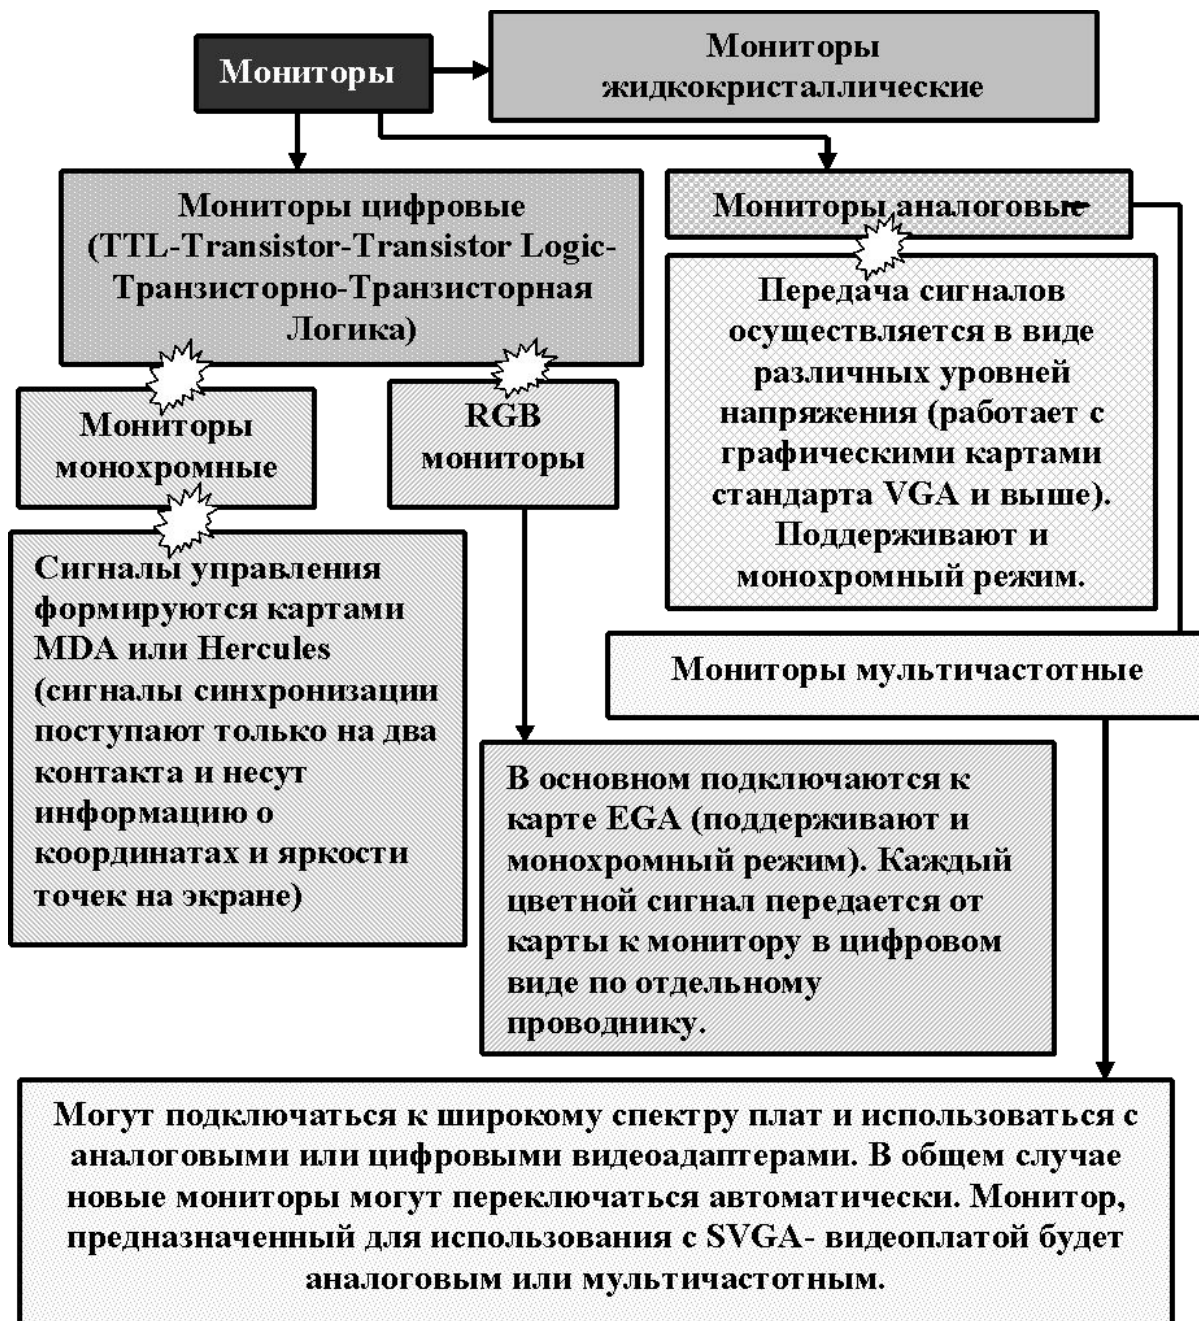 Мониторы
Мониторы
жидкокристаллические
Мониторы цифровые
(TTL-Transistor-Transistor Logic-
Транзисторно-Транзисторная
Логика)
Мониторы аналоговые
Передача сигналов
осуществляется в виде
различных уровней
напряжения (работает с
графическими картами
стандарта VGA и выше).
Поддерживают и
монохромный режим.
Мониторы
монохромные
RGB
мониторы
Сигналы управления
формируются картами
MDA или Hercules
(сигналы синхронизации
поступают только на два
контакта и несут
информацию о
координатах и яркости
точек на экране)
Мониторы мультичастотные
В основном подключаются к
карте EGA (поддерживают и
монохромный режим). Каждый
цветной сигнал передается от
карты к монитору в цифровом
виде по отдельному
проводнику.
Могут подключаться к широкому спектру плат и использоваться с
аналоговыми или цифровыми видеоадаптерами. В общем случае
новые мониторы могут переключаться автоматически. Монитор,
предназначенный для использования с SVGA- видеоплатой будет
аналоговым или мультичастотным.